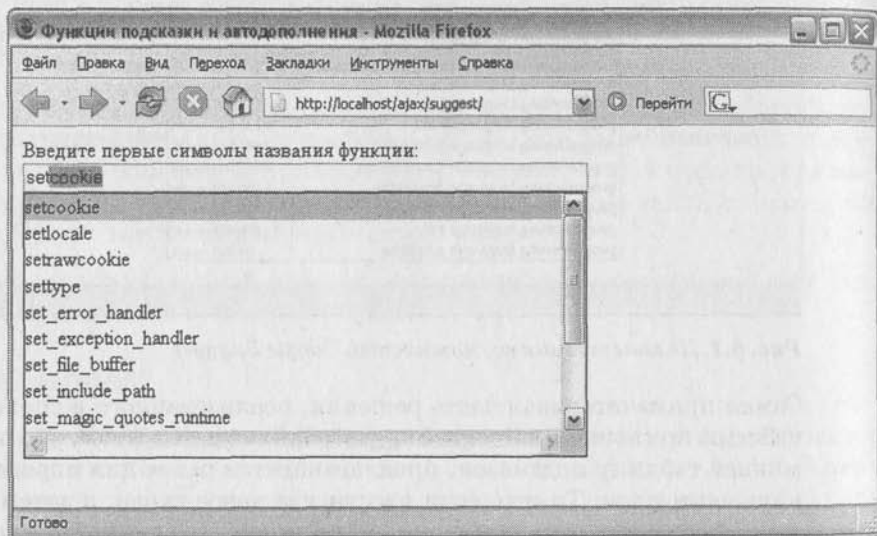 Функции подсказки и автодополнения - Mozilla Firefox
Файл Правка Вид Переход Закладки Инструменты Справка
http://localhost/ajax/suggest/ Перейти G
Введите первые символы названия функции:
setcookie
setcookie
setlocale
setrawcookie
settype
set_error_handler
set_exception_handler
set_file_buffer
set_include_path
set_magic_quotes_runtime
Готово